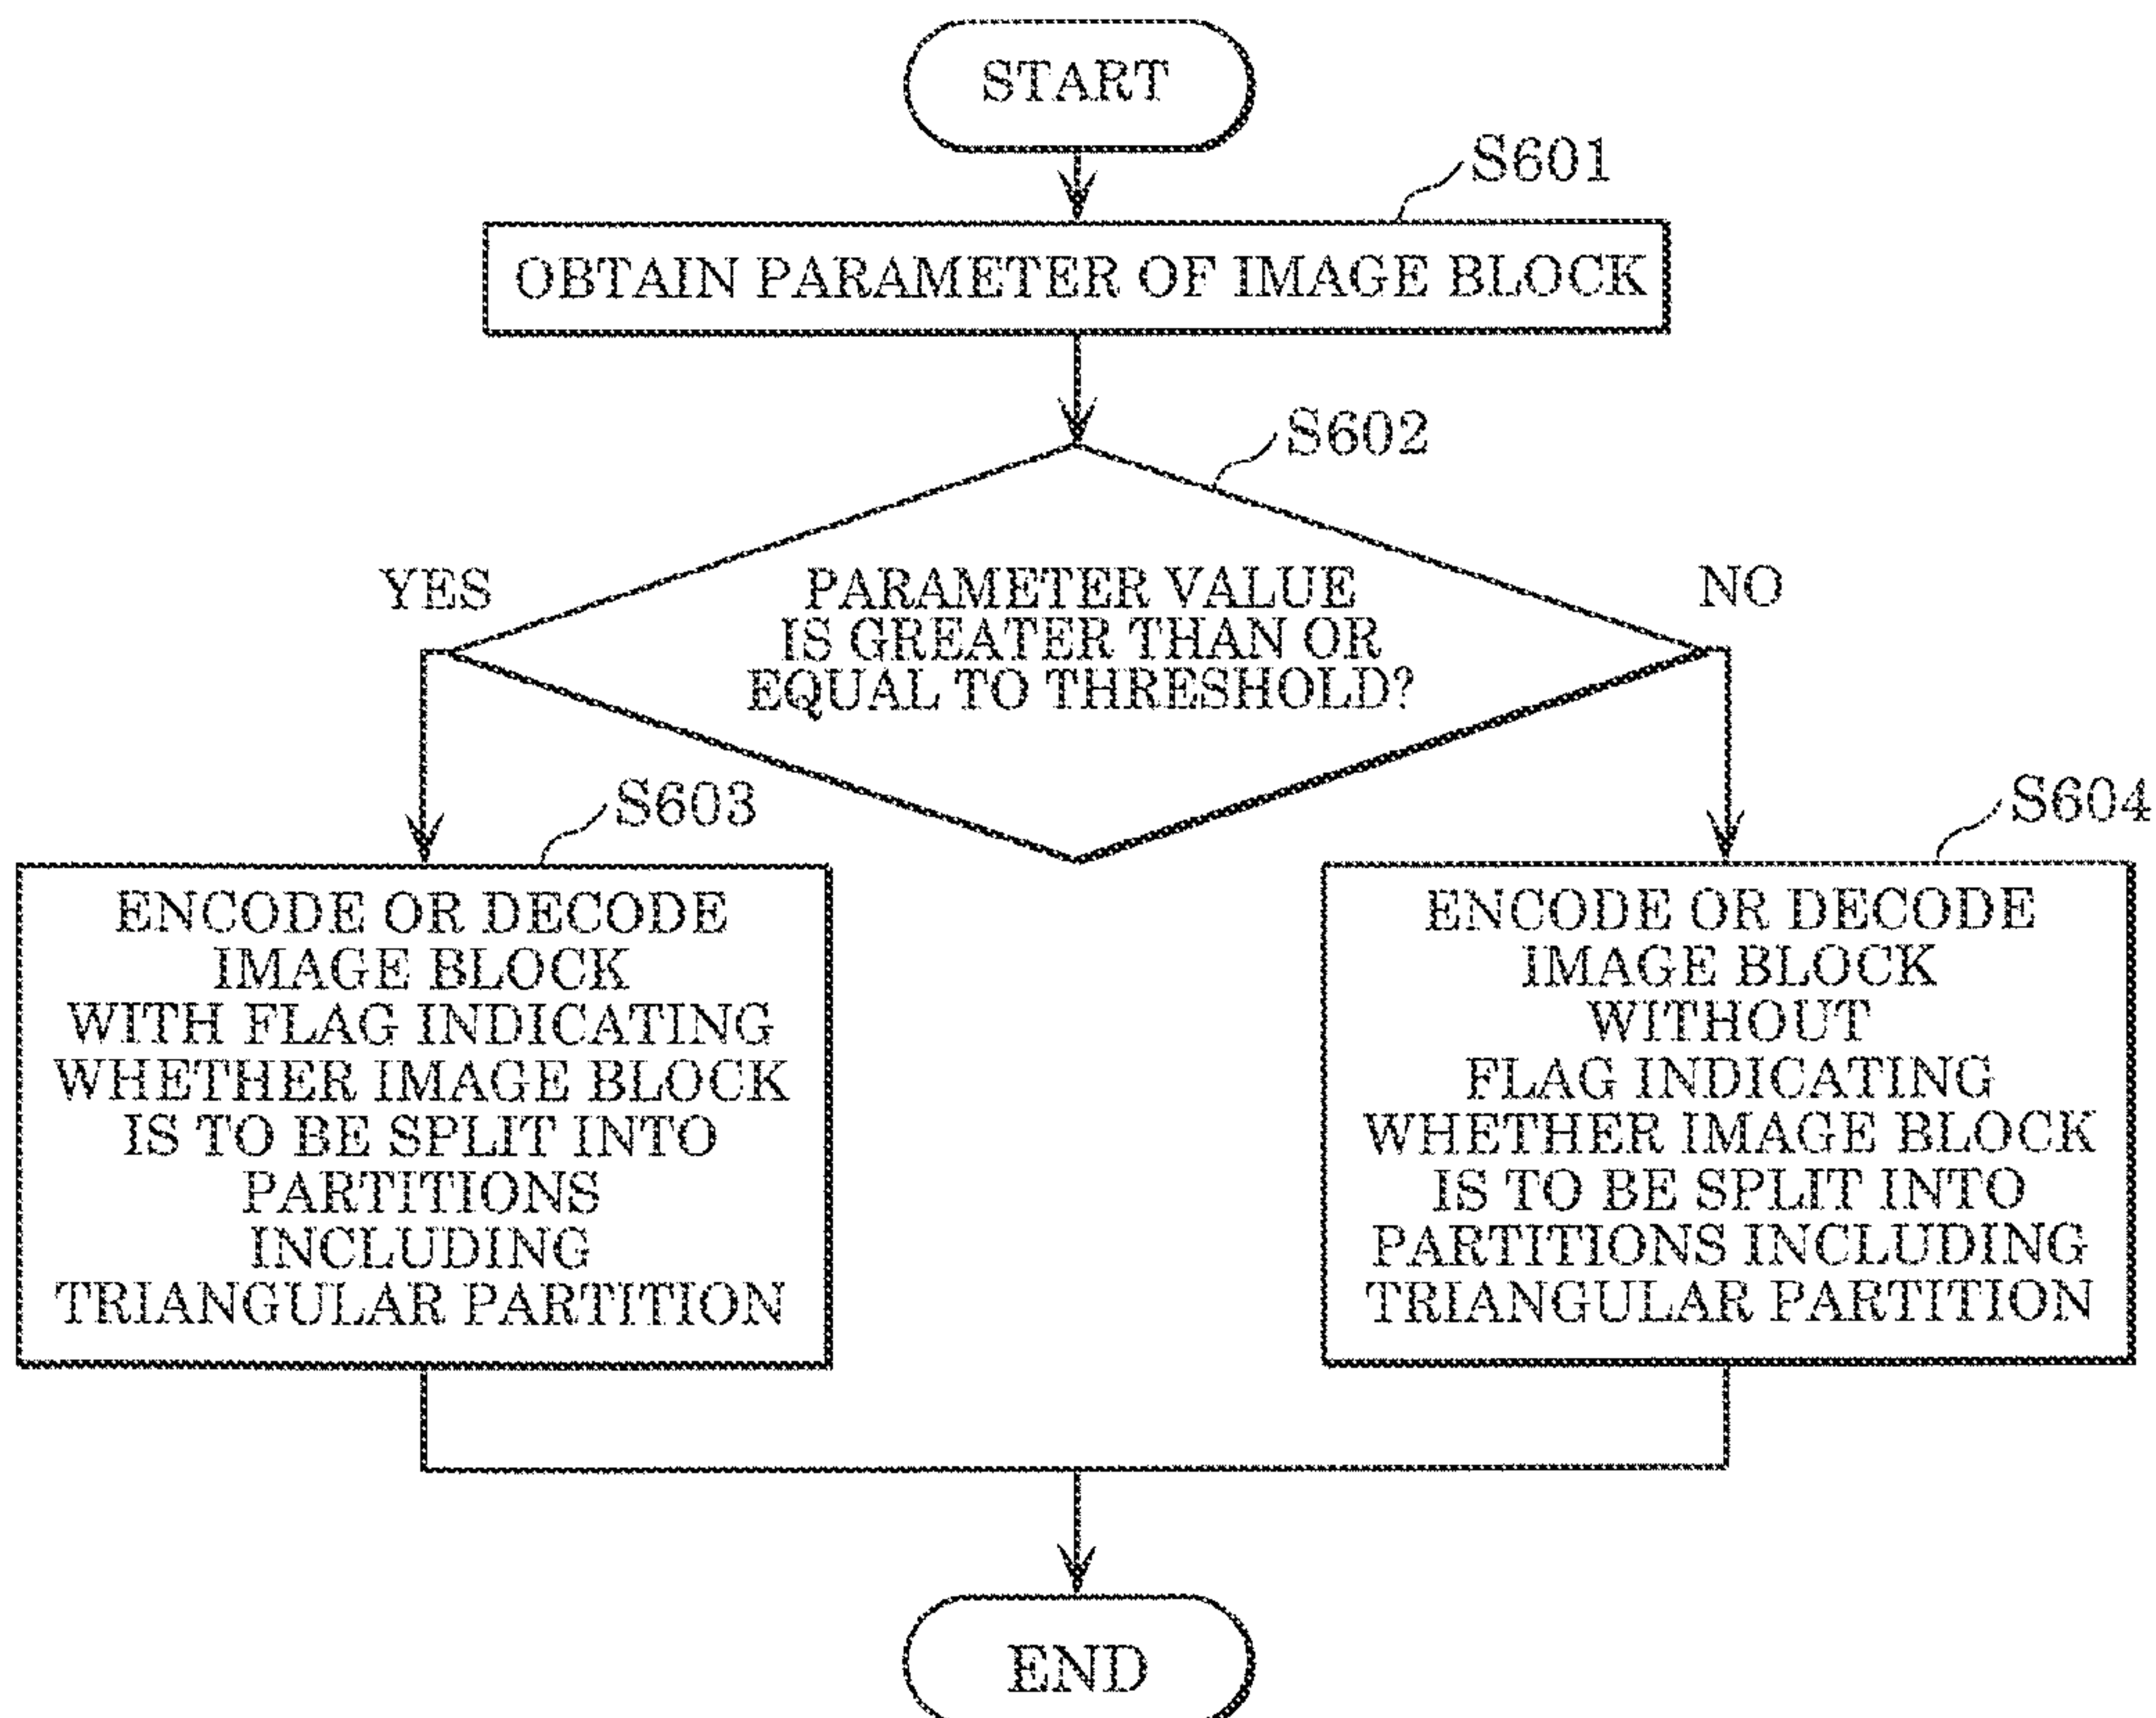 START
S601
OBTAIN PARAMETER OF IMAGE BLOCK
S602
YES
NO
PARAMETER VALUE
IS GREATER THAN OR
EQUAL TO THRESHOLD?
S603
S604
ENCODE OR DECODE
IMAGE BLOCK
WITH FLAG INDICATING
WHETHER IMAGE BLOCK
IS TO BE SPLIT INTO
PARTITIONS
INCLUDING
TRIANGULAR PARTITION
ENCODE OR DECODE
IMAGE BLOCK
WITHOUT
FLAG INDICATING
WHETHER IMAGE BLOCK
IS TO BE SPLIT INTO
PARTITIONS INCLUDING
TRIANGULAR PARTITION
END